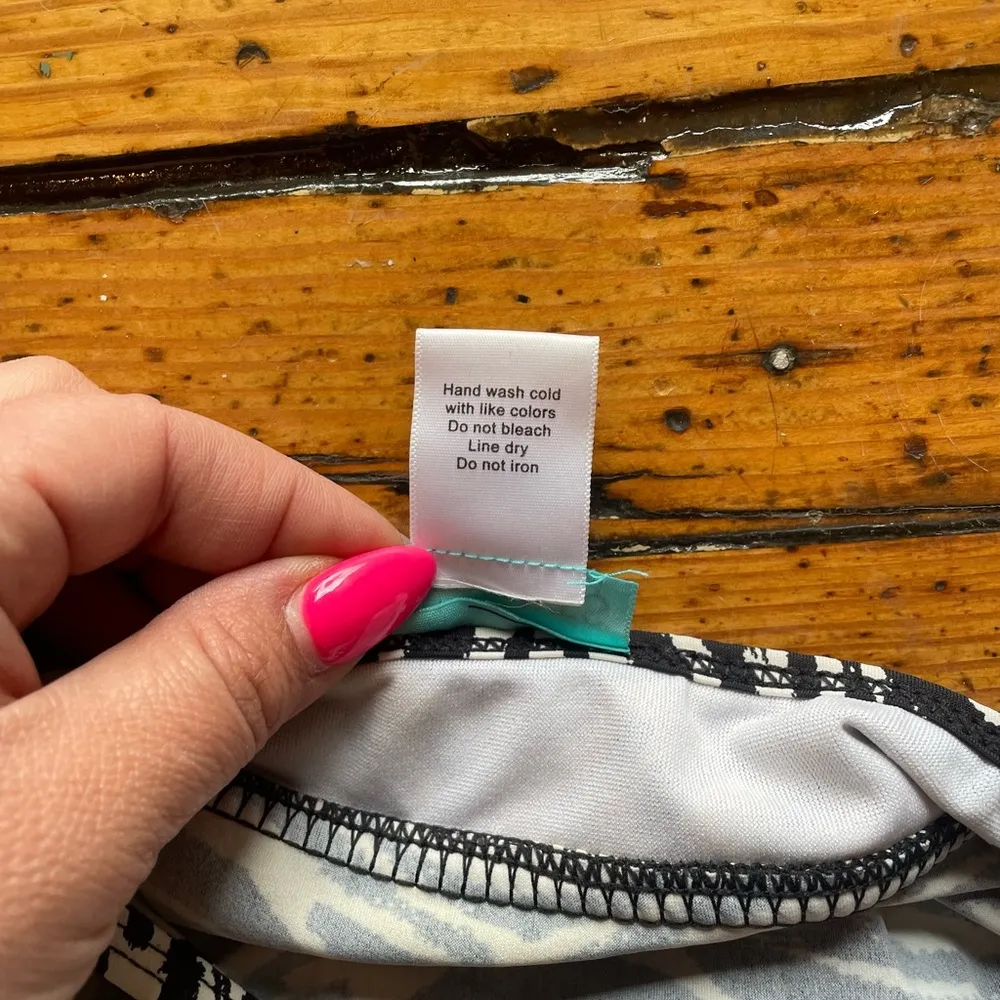 Hand wash cold
with like colors
Do not bleach
Line dry
Do not iron